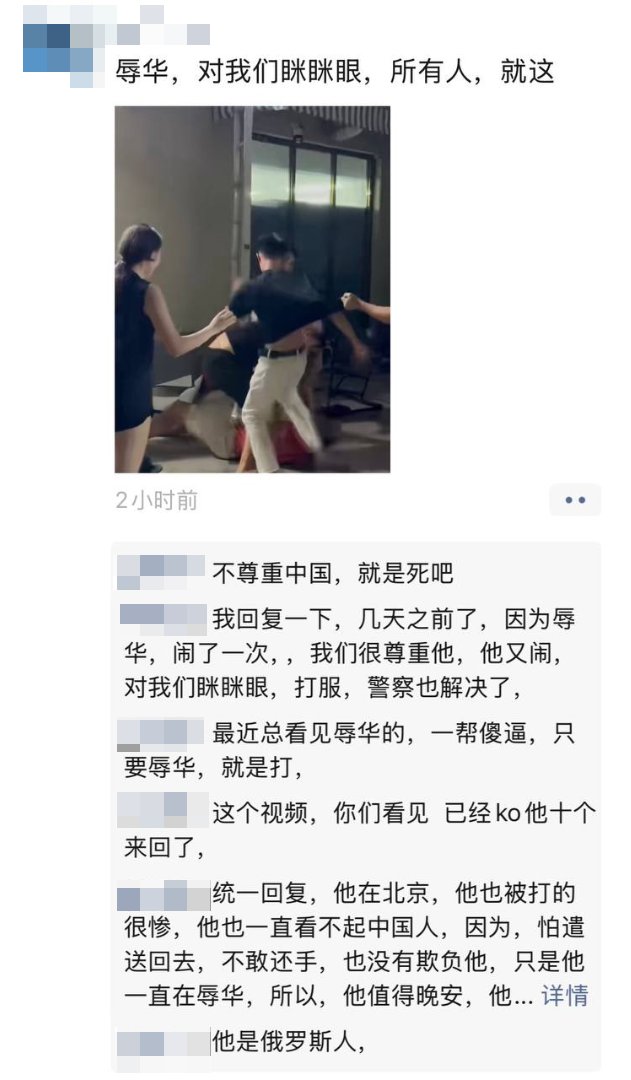 辱华，对我们眯眯眼，所有人，就这
2小时前
不尊重中国，就是死吧
我回复一下，几天之前了，因为辱
华，闹了一次，，我们很尊重他，他又闹，
对我们眯眯眼，打服，警察也解决了，
最近总看见辱华的，一帮傻逼，只
要辱华，就是打，
这个视频，你们看见 已经ko他十个
来回了，
统一回复，他在北京，他也被打的
很惨，他也一直看不起中国人，因为，怕遣
送回去，不敢还手，也没有欺负他，只是他
一直在辱华，所以，他值得晚安，他... 详情
他是俄罗斯人，